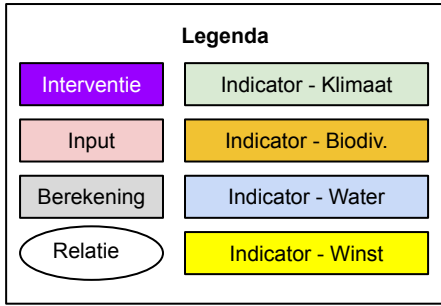 Legenda
Interventie
Indicator - Klimaat
Input
Indicator - Biodiv.
Berekening
Indicator - Water
Relatie
Indicator - Winst